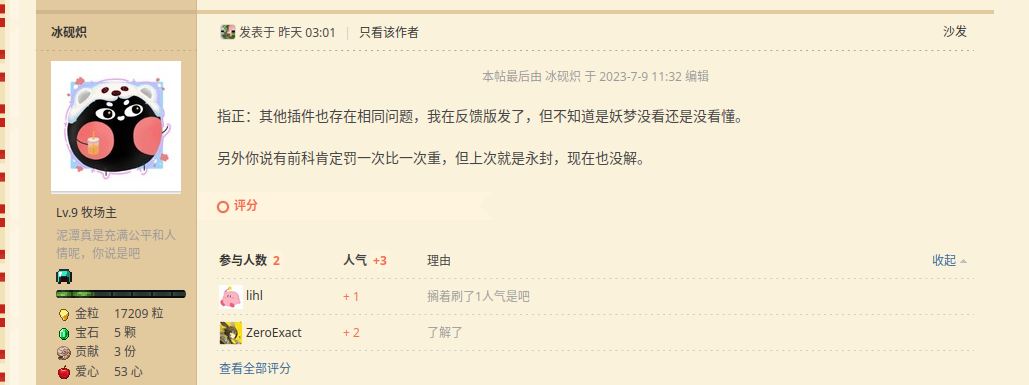 冰砚炽
发表于 昨天 03:01 | 只看该作者
沙发
本帖最后由 冰砚炽 于 2023-7-9 11:32 编辑
指正：其他插件也存在相同问题，我在反馈版发了，但不知道是妖梦没看还是没看懂。
另外你说有前科肯定罚一次比一次重，但上次就是永封，现在也没解。
评分
参与人数 2 人气 +3 理由 收起
lihl + 1 搁着刷了1人气是吧
ZeroExact + 2 了解了
查看全部评分
Lv.9 牧场主
泥潭真是充满公平和人
情呢，你说是吧
金粒 17209 粒
宝石 5 颗
贡献 3 份
爱心 53 心